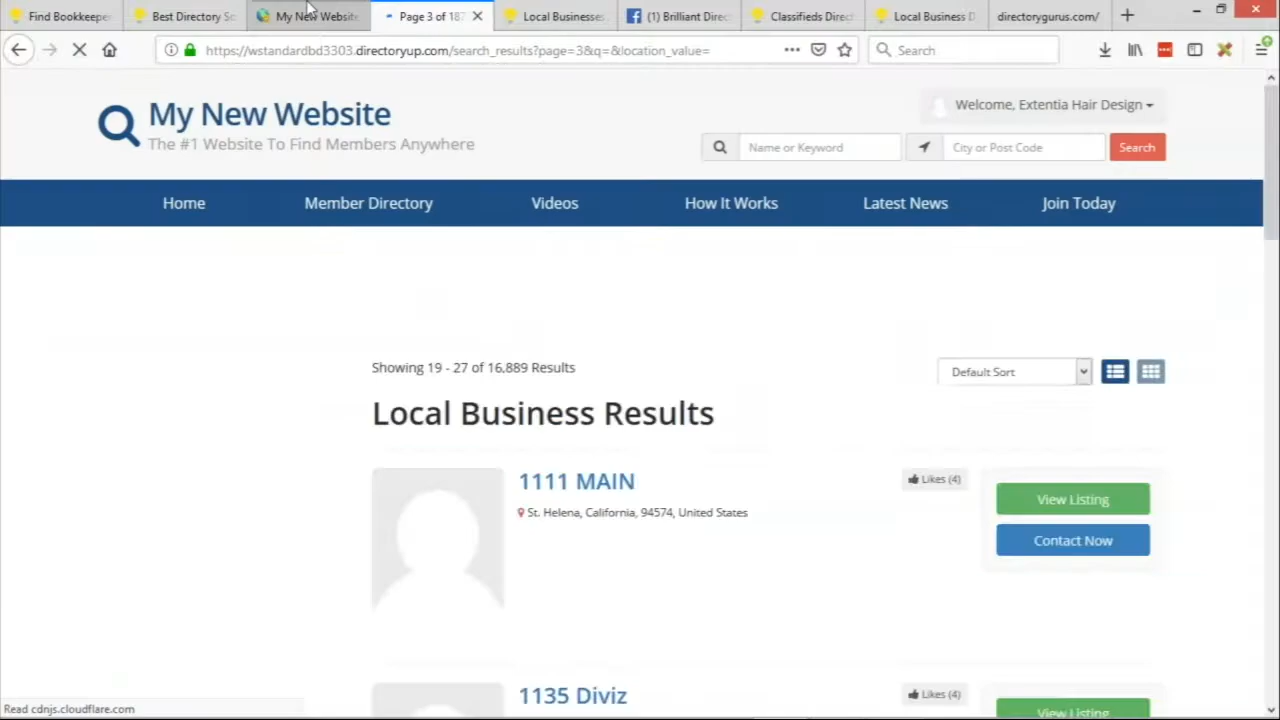 Find Bookkeepe
Best Directory So
My New Website
Page 3 of 187
Local Businesses
(1) Brilliant Direc
Classifieds Direct
Local Business D
directorygurus.com/
https://wstandardbd3303.directoryup.com/search_results?page=3&q=&location_value=
Search
My New Website
The #1 Website To Find Members Anywhere
Welcome, Extentia Hair Design
Name or Keyword
City or Post Code
Search
Home
Member Directory
Videos
How It Works
Latest News
Join Today
Showing 19 - 27 of 16,889 Results
Default Sort
Local Business Results
1111 MAIN
Likes (4)
View Listing
St. Helena, California, 94574, United States
Contact Now
1135 Diviz
Likes (4)
View Listing
Read cdnjs.cloudflare.com